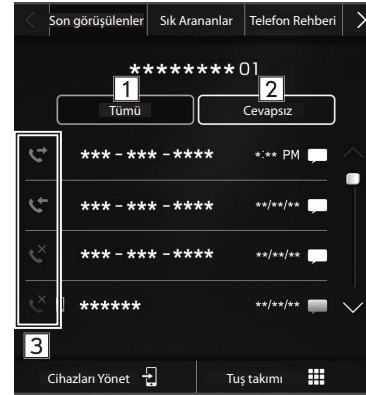 Son görüşülenler Sık Arananlar Telefon Rehberi
********01
1 2
Tümü Cevapsız
***-***-**** *:** PM
***-***-**** **/**/**
***-***-**** **/**/**
****** **/**/**
3
Cihazları Yönet Tuş takımı